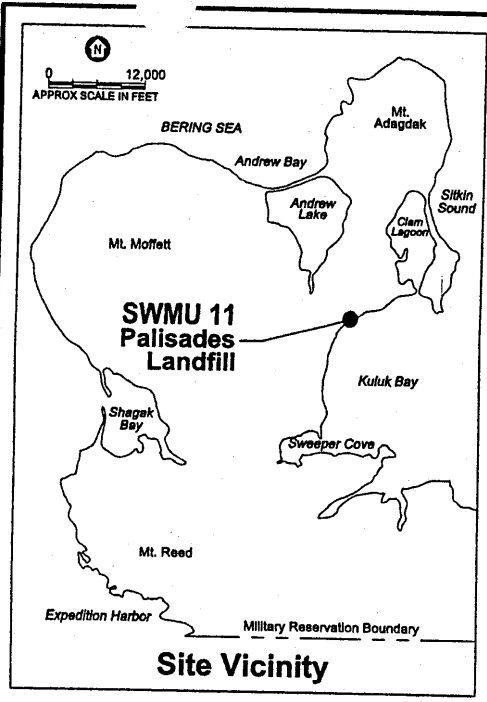 N
0 12,000
APPROX SCALE IN FEET
BERING SEA
Mt.
Adagdak
Andrew Bay
Andrew
Lake
Clam
Lagoon
Sitkin
Sound
Mt. Moffett
SWMU 11
Palisades
Landfill
Kuluk Bay
Shagak
Bay
Sweeper Cove
Mt. Reed
Expedition Harbor
Military Reservation Boundary
Site Vicinity